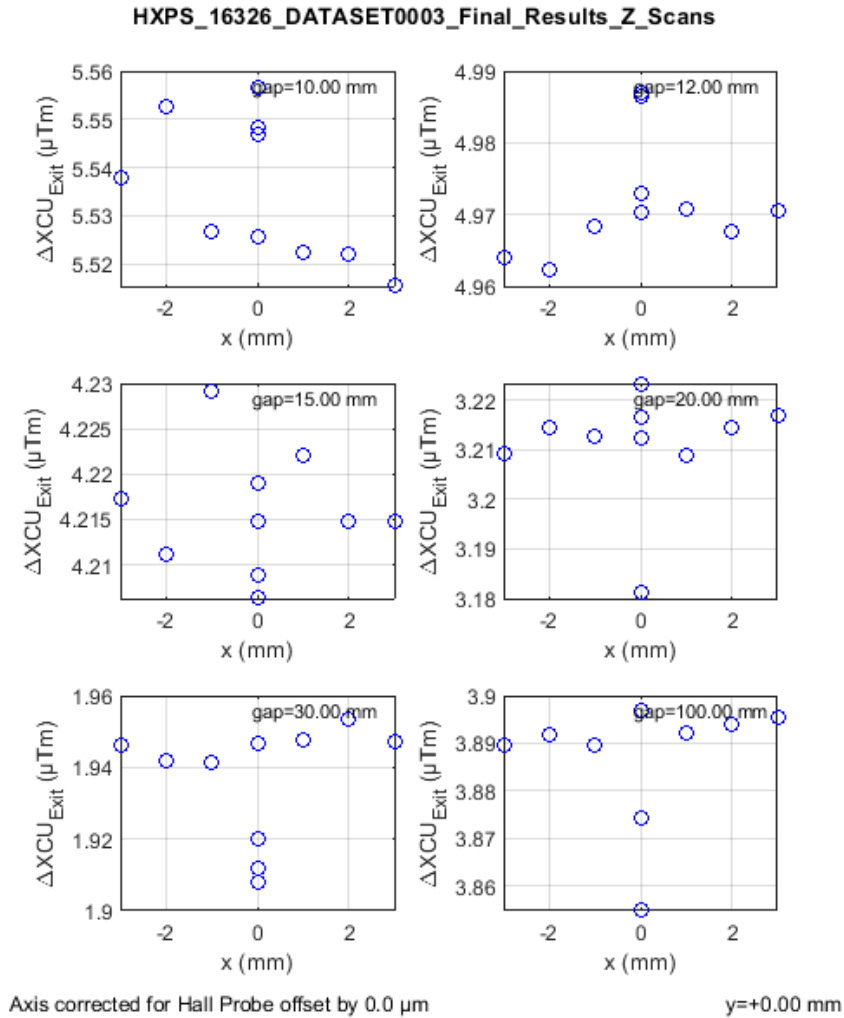 HXPS_16326_DATASET0003_Final_Results_Z_Scans
5.56
5.55
5.54
5.53
5.52
-2
0
2
x (mm)
ΔXCU_Exit (µTm)
gap=10.00 mm
4.99
4.98
4.97
4.96
-2
0
2
x (mm)
ΔXCU_Exit (µTm)
gap=12.00 mm
4.23
4.225
4.22
4.215
4.21
-2
0
2
x (mm)
ΔXCU_Exit (µTm)
gap=15.00 mm
3.22
3.21
3.2
3.19
3.18
-2
0
2
x (mm)
ΔXCU_Exit (µTm)
gap=20.00 mm
1.96
1.94
1.92
1.9
-2
0
2
x (mm)
ΔXCU_Exit (µTm)
gap=30.00 mm
3.9
3.89
3.88
3.87
3.86
-2
0
2
x (mm)
ΔXCU_Exit (µTm)
gap=100.00 mm
Axis corrected for Hall Probe offset by 0.0 µm
y=+0.00 mm